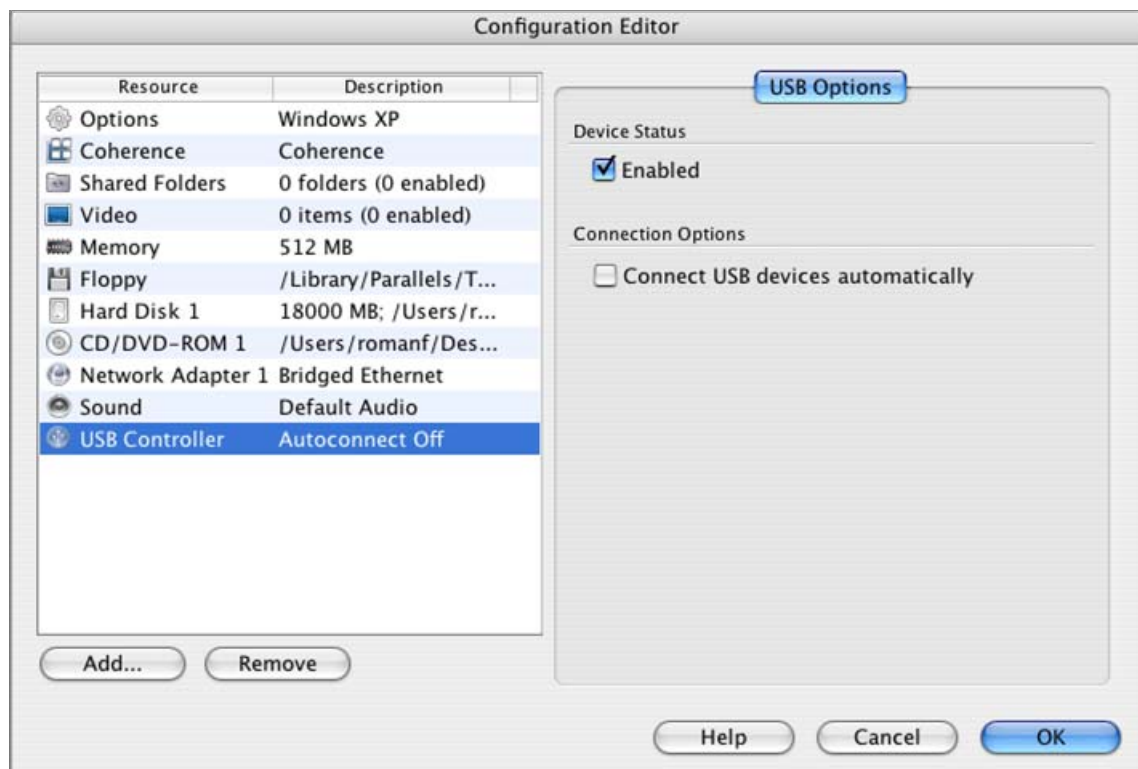 Configuration Editor
Resource Description
Options Windows XP
Coherence Coherence
Shared Folders 0 folders (0 enabled)
Video 0 items (0 enabled)
Memory 512 MB
Floppy /Library/Parallels/T...
Hard Disk 1 18000 MB; /Users/r...
CD/DVD-ROM 1 /Users/romanf/Des...
Network Adapter 1 Bridged Ethernet
Sound Default Audio
USB Controller Autoconnect Off
Add... Remove
USB Options
Device Status
Enabled
Connection Options
Connect USB devices automatically
Help Cancel OK